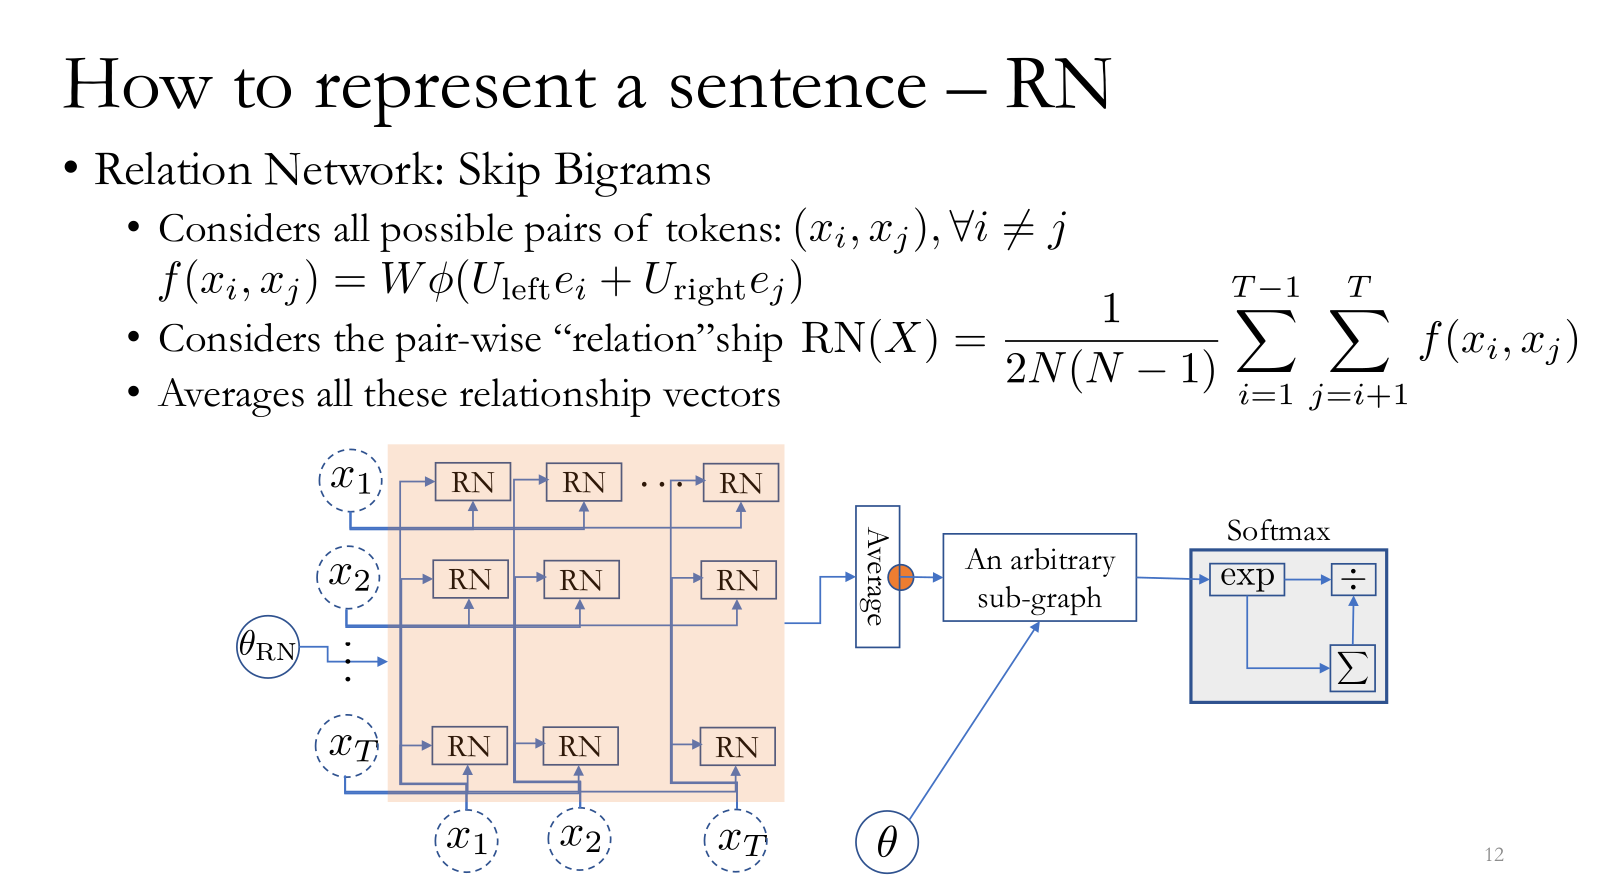 How to represent a sentence – RN
• Relation Network: Skip Bigrams
• Considers all possible pairs of tokens: (x_i, x_j), ∀i ≠ j
f(x_i, x_j) = Wϕ(U_left e_i + U_right e_j)
• Considers the pair-wise “relation”ship RN(X) = \frac{1}{2N(N − 1)} \sum_{i=1}^{T−1} \sum_{j=i+1}^{T} f(x_i, x_j)
• Averages all these relationship vectors
x_1 RN RN ... RN
x_2 RN RN RN
θ_RN ⋮
x_T RN RN RN
x_1 x_2 x_T
Average
An arbitrary
sub-graph
θ
Softmax
exp ÷
∑
12